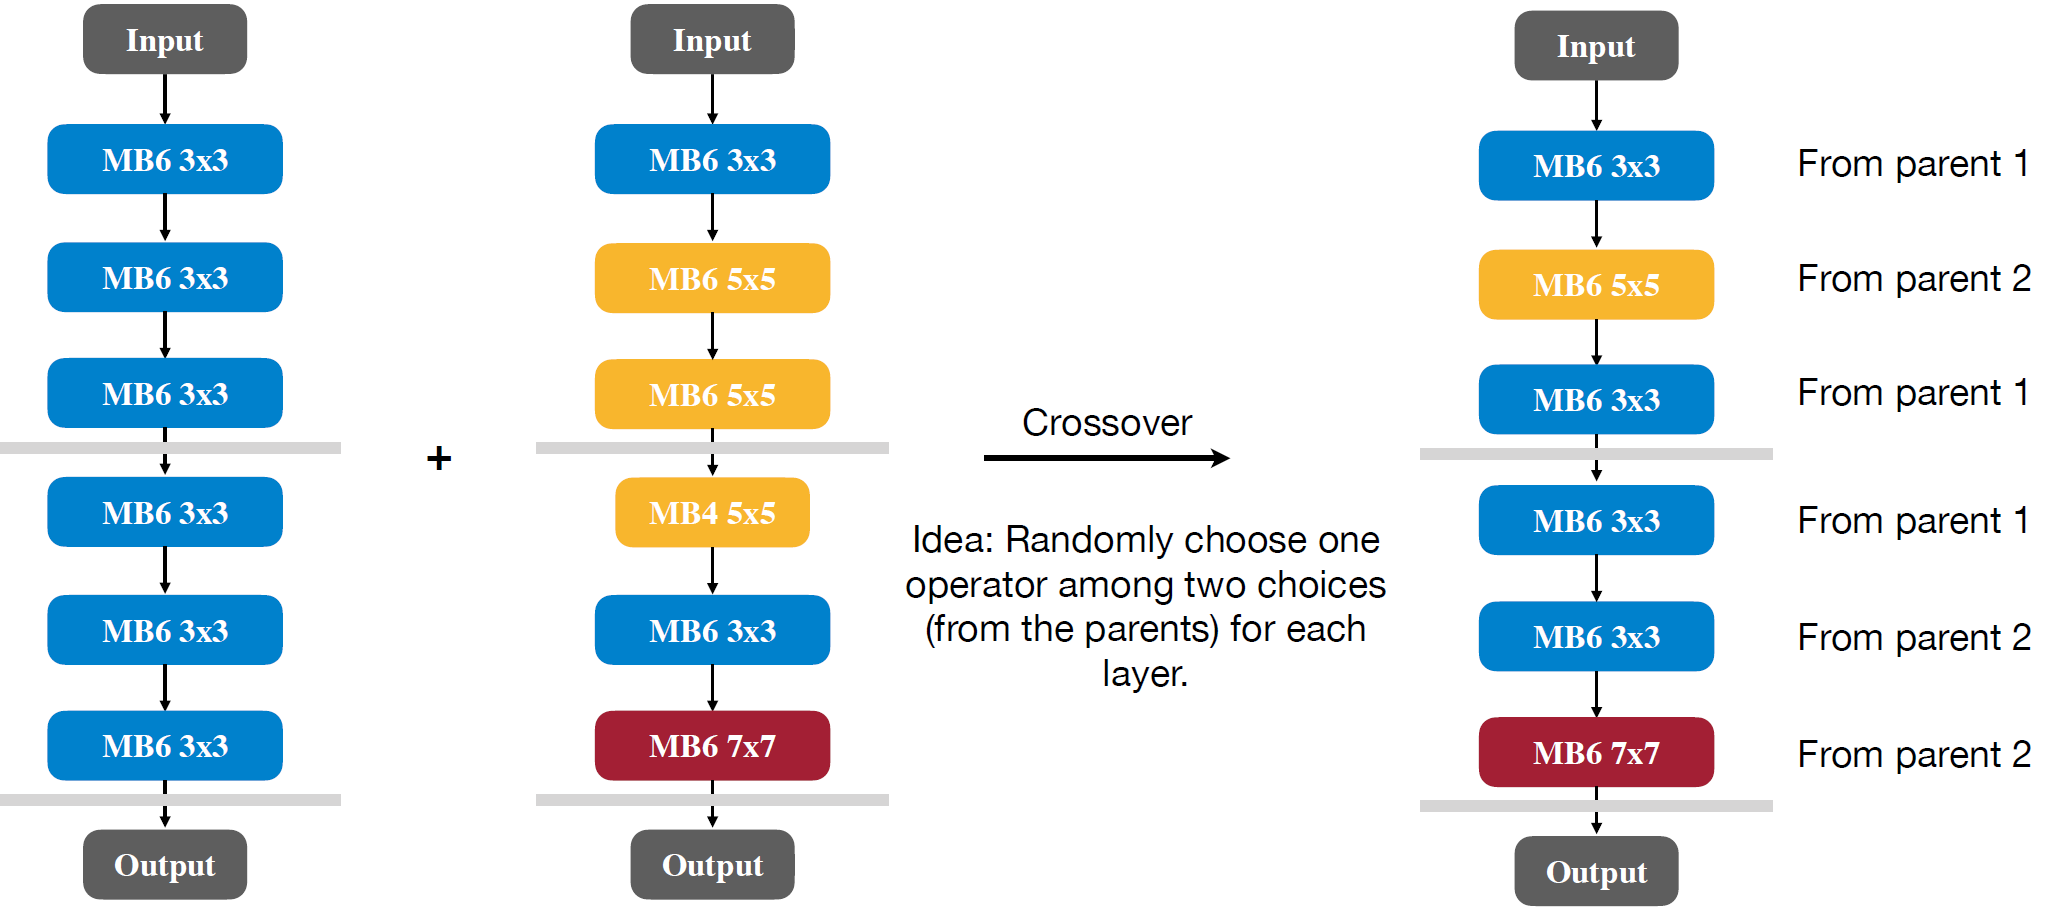 Input
MB6 3x3
MB6 3x3
MB6 3x3
MB6 3x3
MB6 3x3
MB6 3x3
Output
+
Input
MB6 3x3
MB6 5x5
MB6 5x5
MB4 5x5
MB6 3x3
MB6 7x7
Output
Crossover
Idea: Randomly choose one
operator among two choices
(from the parents) for each
layer.
Input
MB6 3x3 From parent 1
MB6 5x5 From parent 2
MB6 3x3 From parent 1
MB6 3x3 From parent 1
MB6 3x3 From parent 2
MB6 7x7 From parent 2
Output